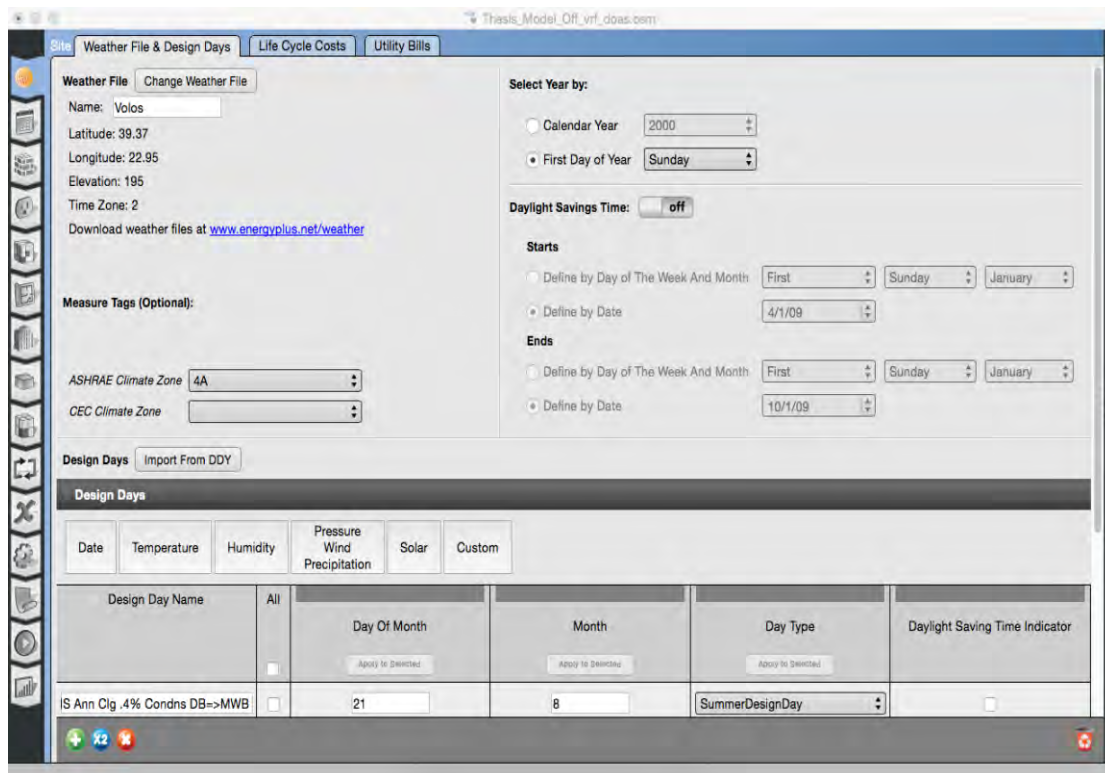 Thesis_Model_Off_vrf_doas.osm
Site Weather File & Design Days Life Cycle Costs Utility Bills
Weather File Change Weather File
Name: Volos
Latitude: 39.37
Longitude: 22.95
Elevation: 195
Time Zone: 2
Download weather files at www.energyplus.net/weather
Measure Tags (Optional):
ASHRAE Climate Zone 4A
CEC Climate Zone
Select Year by:
Calendar Year 2000
First Day of Year Sunday
Daylight Savings Time: off
Starts
Define by Day of The Week And Month First Sunday January
Define by Date 4/1/09
Ends
Define by Day of The Week And Month First Sunday January
Define by Date 10/1/09
Design Days Import From DDY
Design Days
Date Temperature Humidity Pressure Wind Precipitation Solar Custom
Design Day Name All Day Of Month Month Day Type Daylight Saving Time Indicator
Apply to Selected Apply to Selected Apply to Selected
IS Ann Clg .4% Condns DB=>MWB 21 8 SummerDesignDay
X2